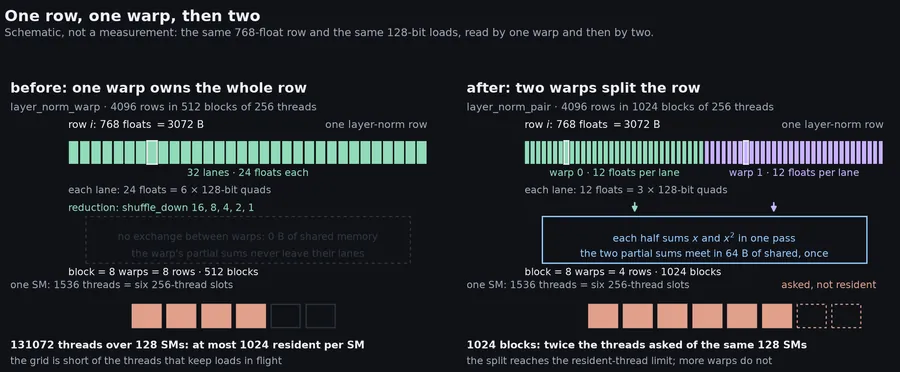 One row, one warp, then two
Schematic, not a measurement: the same 768-float row and the same 128-bit loads, read by one warp and then by two.
before: one warp owns the whole row
layer_norm_warp · 4096 rows in 512 blocks of 256 threads
row i: 768 floats = 3072 B
one layer-norm row
32 lanes · 24 floats each
each lane: 24 floats = 6 × 128-bit quads
reduction: shuffle_down 16, 8, 4, 2, 1
no exchange between warps: 0 B of shared memory
the warp's partial sums never leave their lanes
block = 8 warps = 8 rows · 512 blocks
one SM: 1536 threads = six 256-thread slots
131072 threads over 128 SMs: at most 1024 resident per SM
the grid is short of the threads that keep loads in flight
after: two warps split the row
layer_norm_pair · 4096 rows in 1024 blocks of 256 threads
row i: 768 floats = 3072 B
one layer-norm row
warp 0 · 12 floats per lane
warp 1 · 12 floats per lane
each lane: 12 floats = 3 × 128-bit quads
each half sums x and x² in one pass
the two partial sums meet in 64 B of shared, once
block = 8 warps = 4 rows · 1024 blocks
one SM: 1536 threads = six 256-thread slots
asked, not resident
1024 blocks: twice the threads asked of the same 128 SMs
the split reaches the resident-thread limit; more warps do not